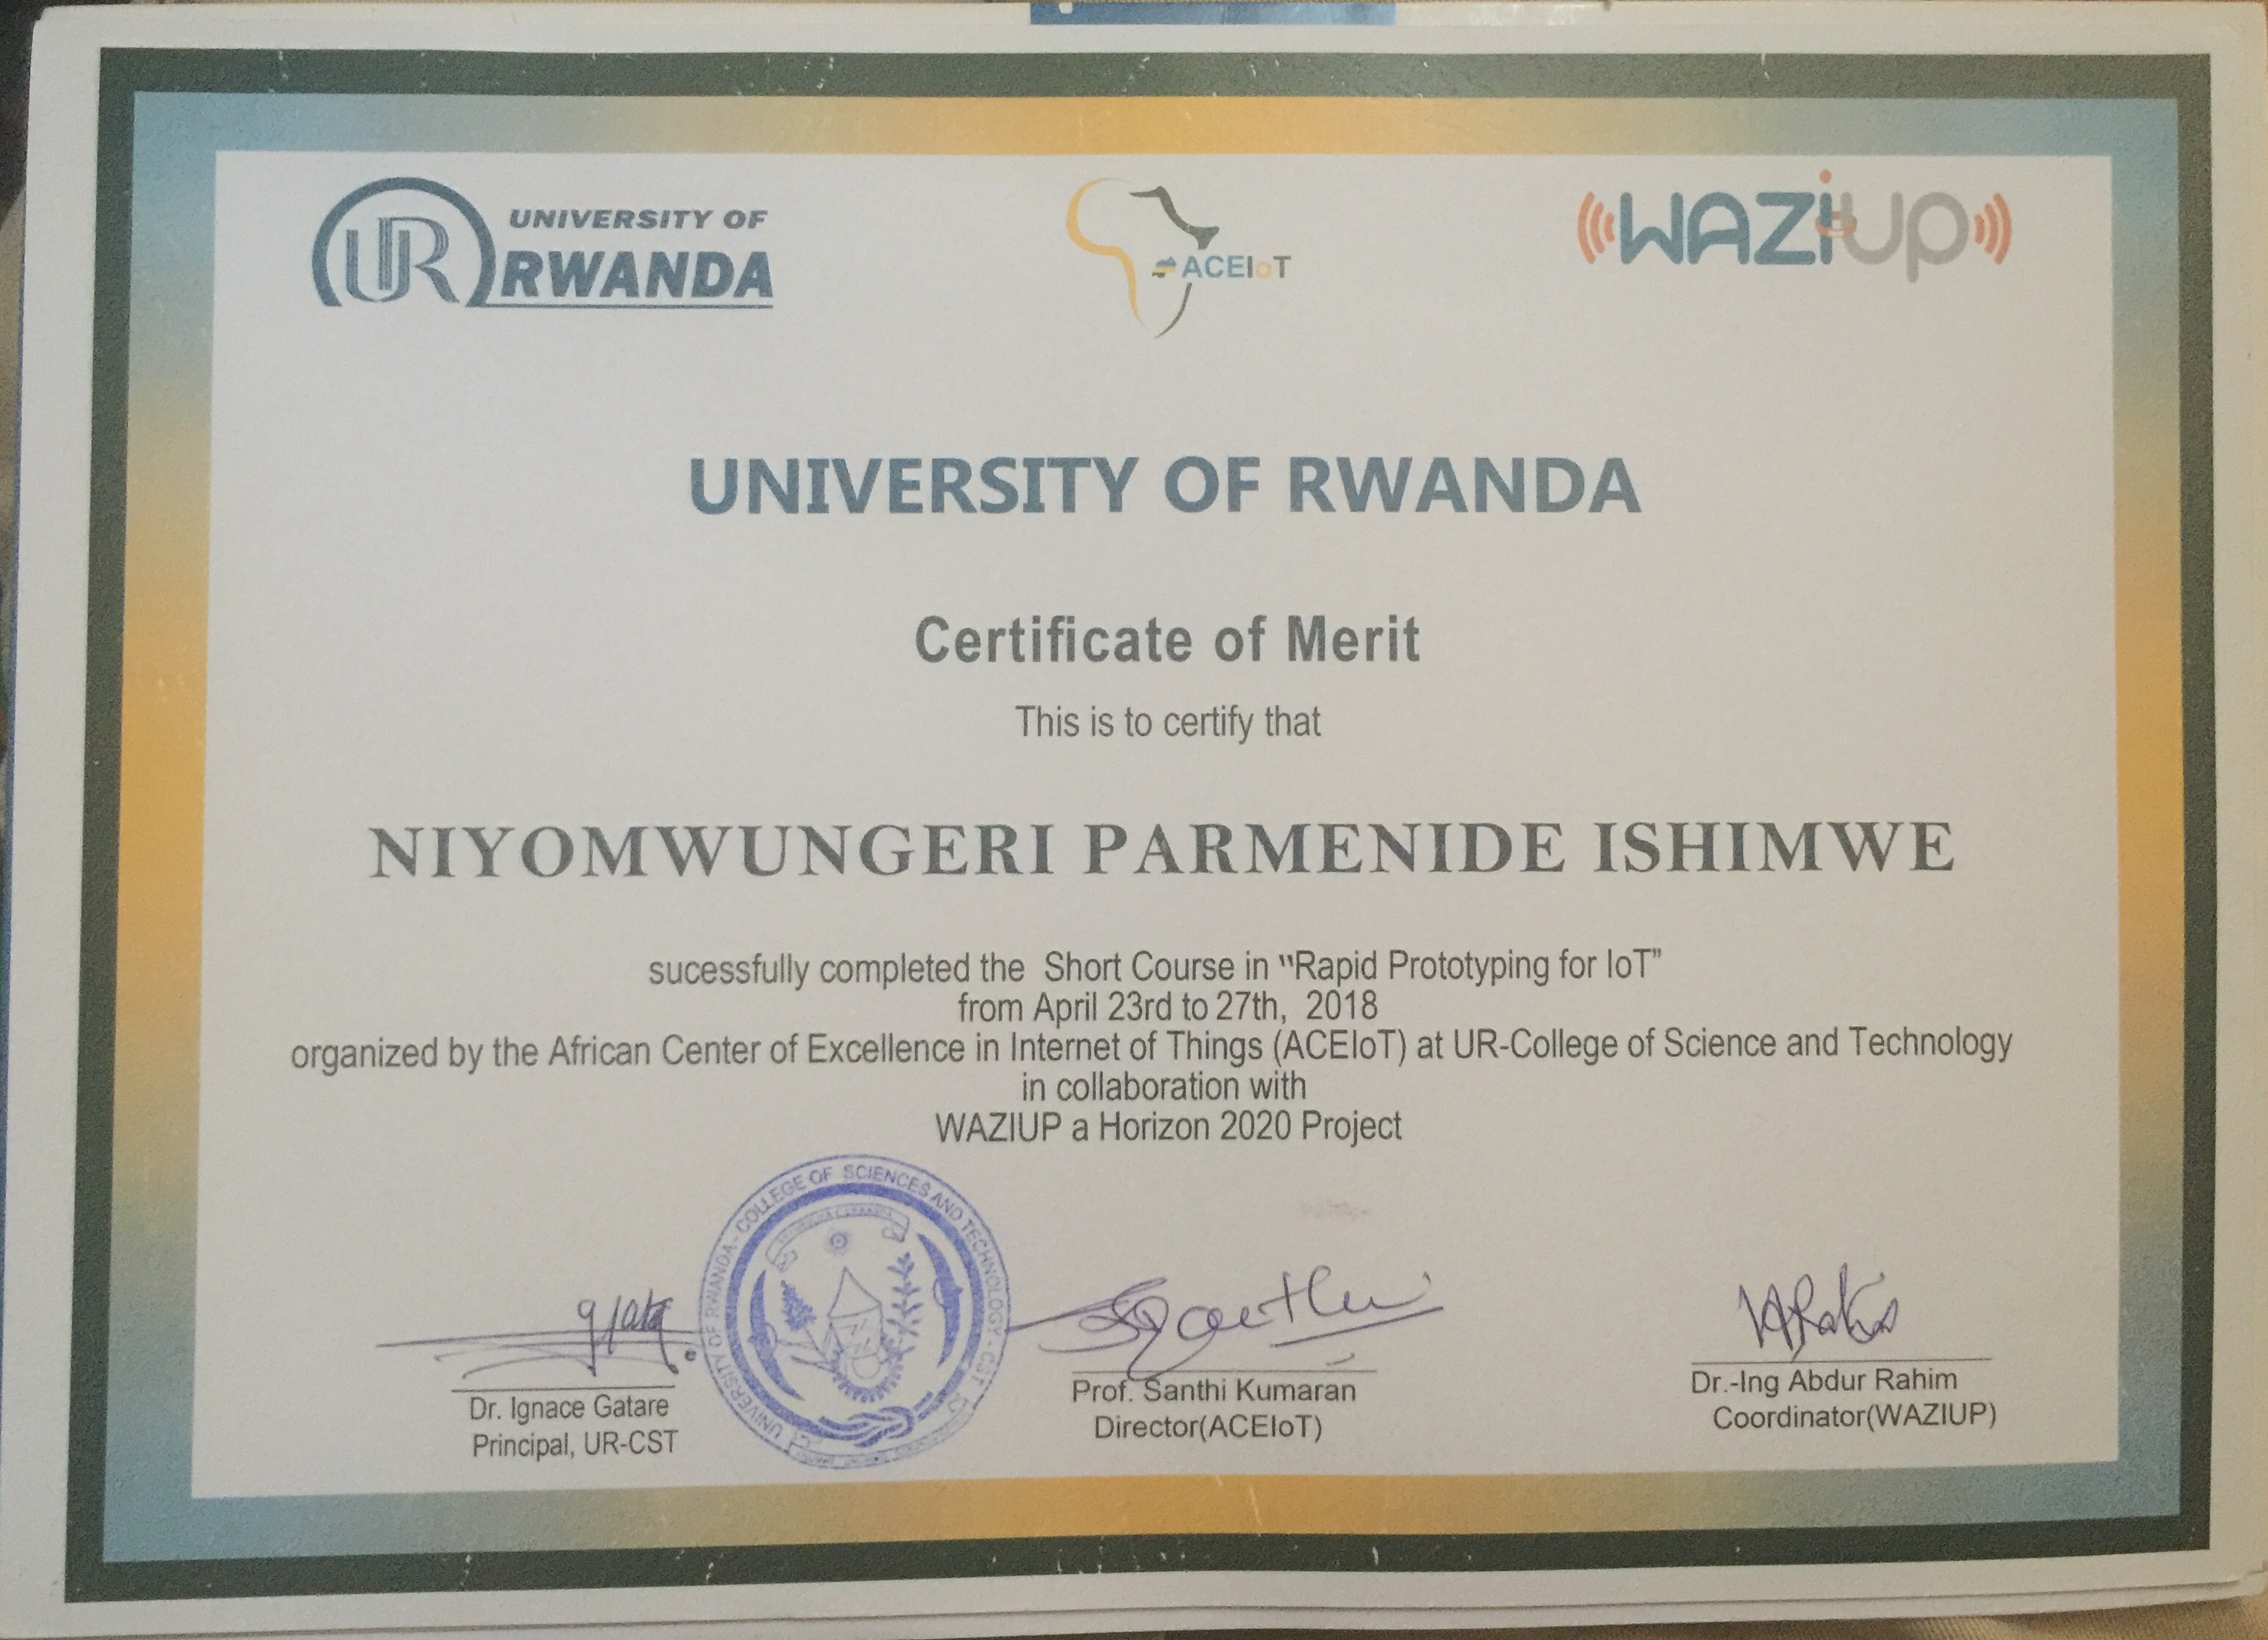 UNIVERSITY OF
RWANDA
UR
ACEIoT
WAZIUP
UNIVERSITY OF RWANDA
Certificate of Merit
This is to certify that
NIYOMWUNGERI PARMENIDE ISHIMWE
sucessfully completed the Short Course in "Rapid Prototyping for IoT"
from April 23rd to 27th, 2018
organized by the African Center of Excellence in Internet of Things (ACEIoT) at UR-College of Science and Technology
in collaboration with
WAZIUP a Horizon 2020 Project
UNIVERSITY OF RWANDA - COLLEGE OF SCIENCES AND TECHNOLOGY - CST
Dr. Ignace Gatare
Principal, UR-CST
Prof. Santhi Kumaran
Director(ACEIoT)
Dr.-Ing Abdur Rahim
Coordinator(WAZIUP)